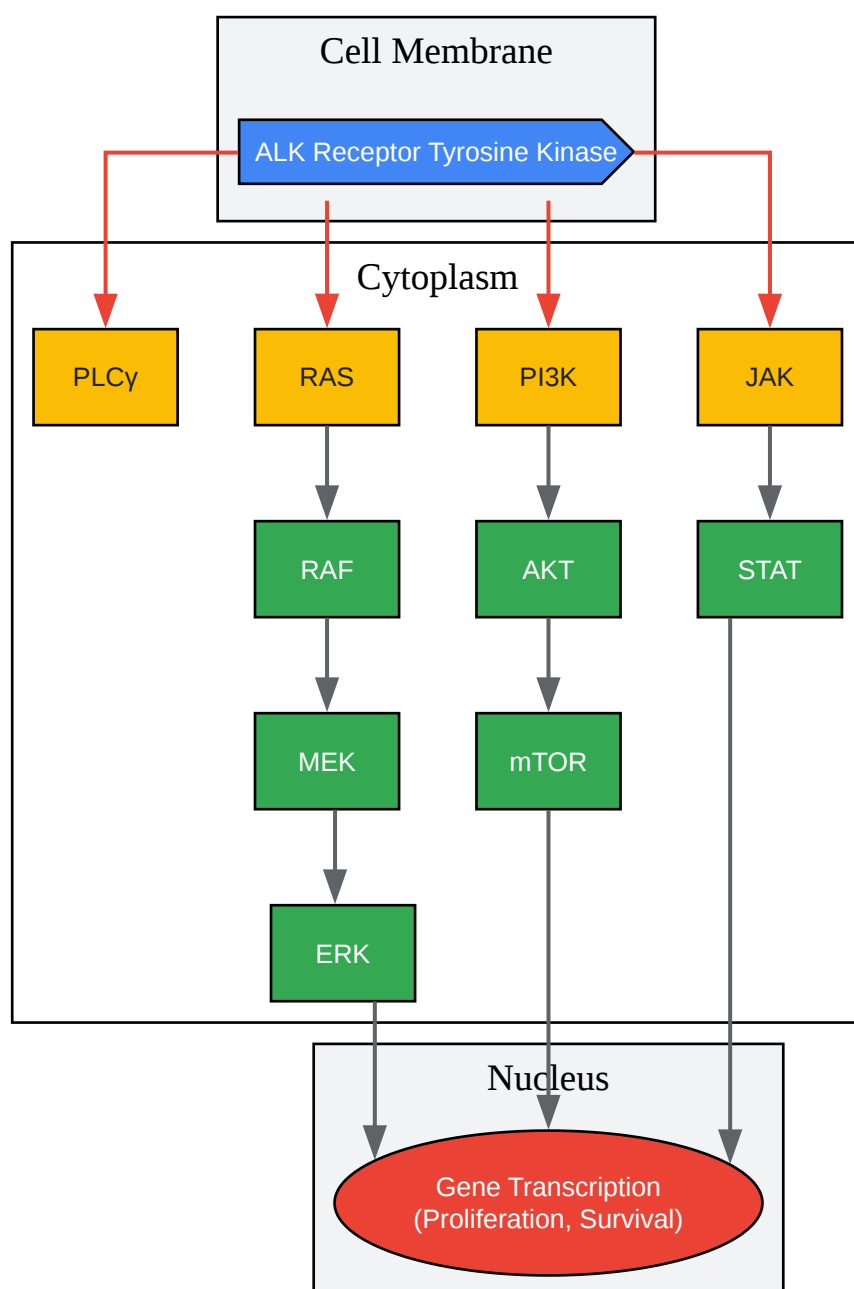 Cell Membrane
ALK Receptor Tyrosine Kinase
Cytoplasm
PLCγ
RAS
PI3K
JAK
RAF
AKT
STAT
MEK
mTOR
ERK
Nucleus
Gene Transcription
(Proliferation, Survival)